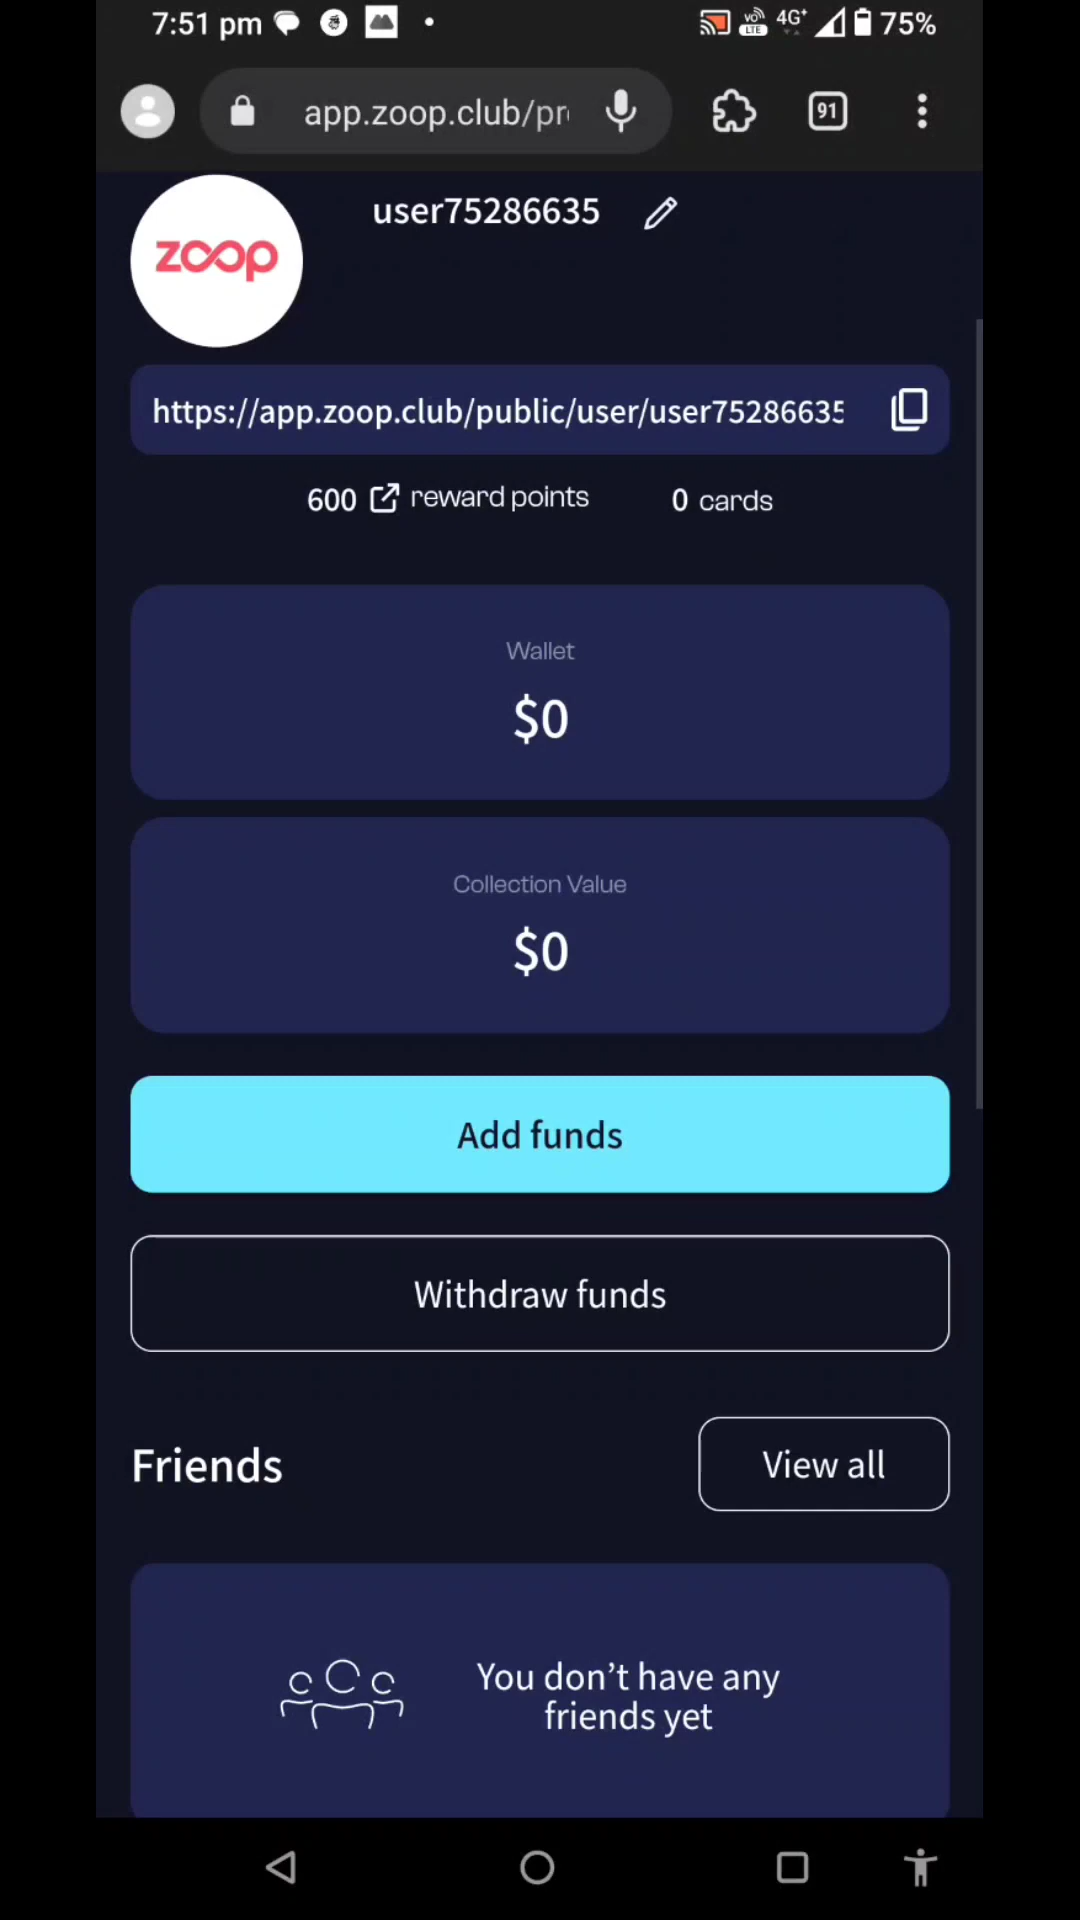 7:51 pm
VO LTE 4G+ 75%
app.zoop.club/pr
91
zoop
user75286635
https://app.zoop.club/public/user/user75286635
600 reward points
0 cards
Wallet
$0
Collection Value
$0
Add funds
Withdraw funds
Friends
View all
You don’t have any
friends yet